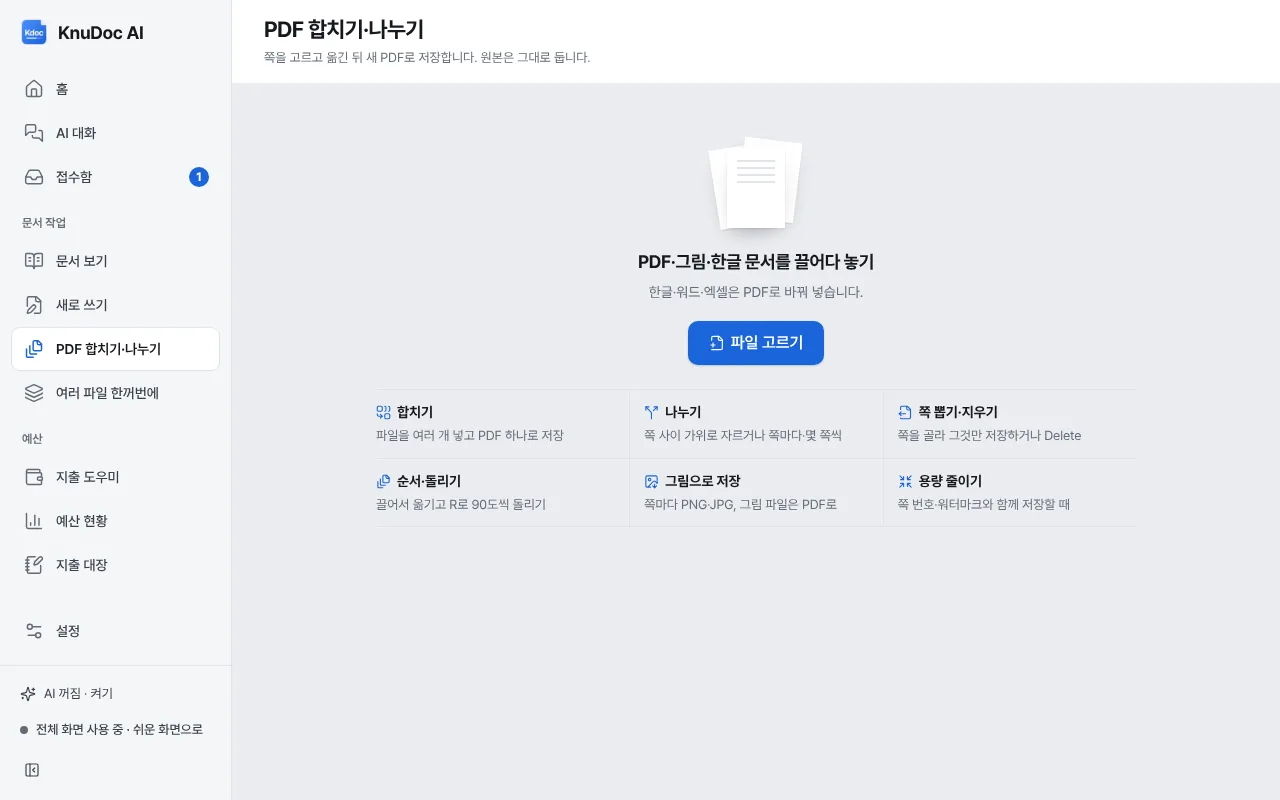 Kdoc
KnuDoc AI
홈
AI 대화
접수함
1
문서 작업
문서 보기
새로 쓰기
PDF 합치기·나누기
여러 파일 한꺼번에
예산
지출 도우미
예산 현황
지출 대장
설정
AI 꺼짐 · 켜기
전체 화면 사용 중 · 쉬운 화면으로
PDF 합치기·나누기
쪽을 고르고 옮긴 뒤 새 PDF로 저장합니다. 원본은 그대로 둡니다.
PDF·그림·한글 문서를 끌어다 놓기
한글·워드·엑셀은 PDF로 바꿔 넣습니다.
파일 고르기
합치기
파일을 여러 개 넣고 PDF 하나로 저장
나누기
쪽 사이 가위로 자르거나 쪽마다·몇 쪽씩
쪽 뽑기·지우기
쪽을 골라 그것만 저장하거나 Delete
순서·돌리기
끌어서 옮기고 R로 90도씩 돌리기
그림으로 저장
쪽마다 PNG·JPG, 그림 파일은 PDF로
용량 줄이기
쪽 번호·워터마크와 함께 저장할 때